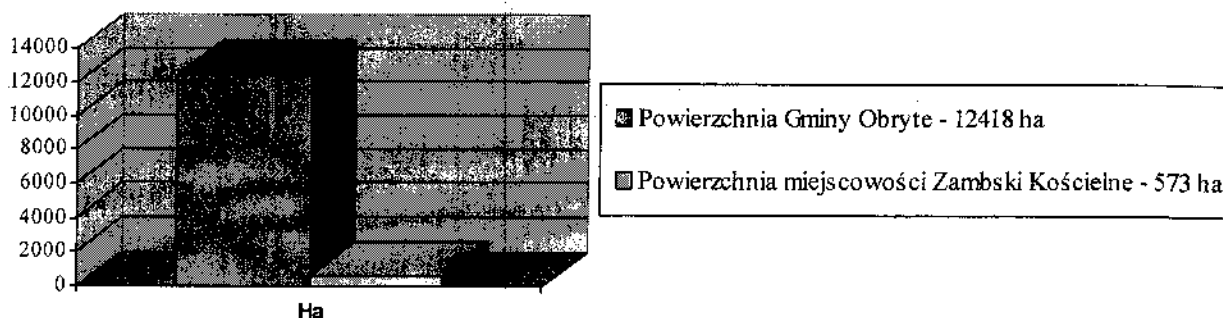 14000
12000
10000
8000
6000
4000
2000
0
Ha
Powierzchnia Gminy Obryte - 12418 ha
Powierzchnia miejscowości Zambski Kościelne - 573 ha